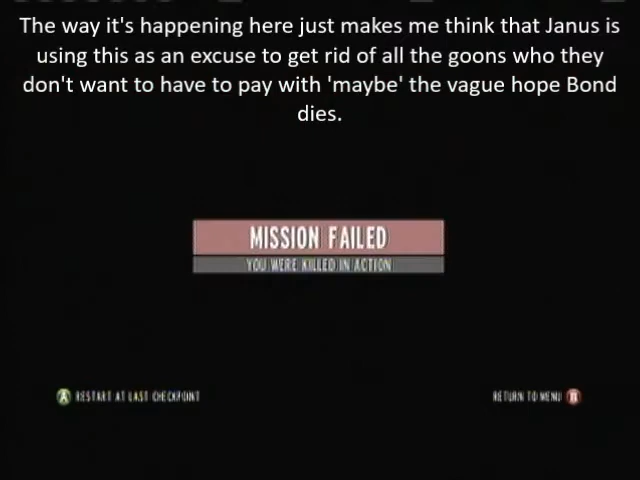 The way it's happening here just makes me think that Janus is
using this as an excuse to get rid of all the goons who they
don't want to have to pay with 'maybe' the vague hope Bond
dies.
MISSION FAILED
YOU WERE KILLED IN ACTION
A RESTART AT LAST CHECKPOINT
RETURN TO MENU B